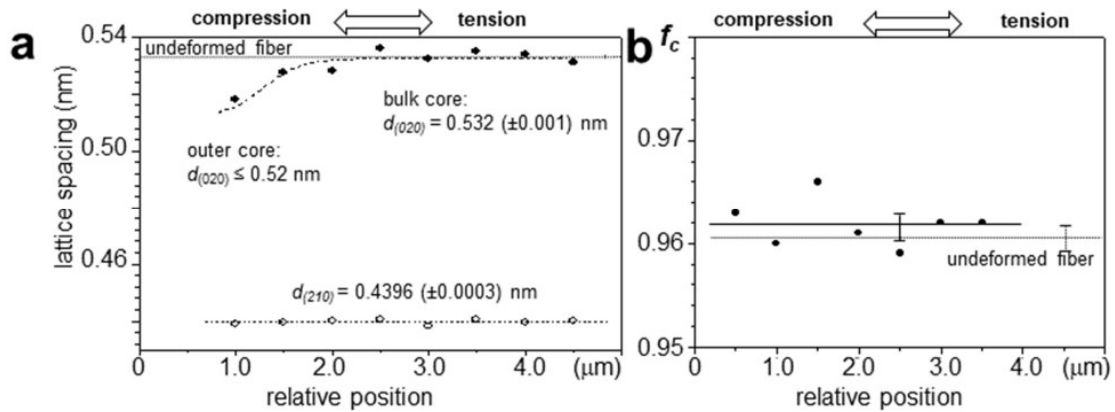 compression tension
a
0.54
undeformed fiber
bulk core:
d(020) = 0.532 (±0.001) nm
0.50
outer core:
d(020) ≤ 0.52 nm
lattice spacing (nm)
0.46
d(210) = 0.4396 (±0.0003) nm
0 1.0 2.0 3.0 4.0 (μm)
relative position
compression tension
b fc
0.97
0.96
undeformed fiber
0.95
0 1.0 2.0 3.0 4.0 (μm)
relative position